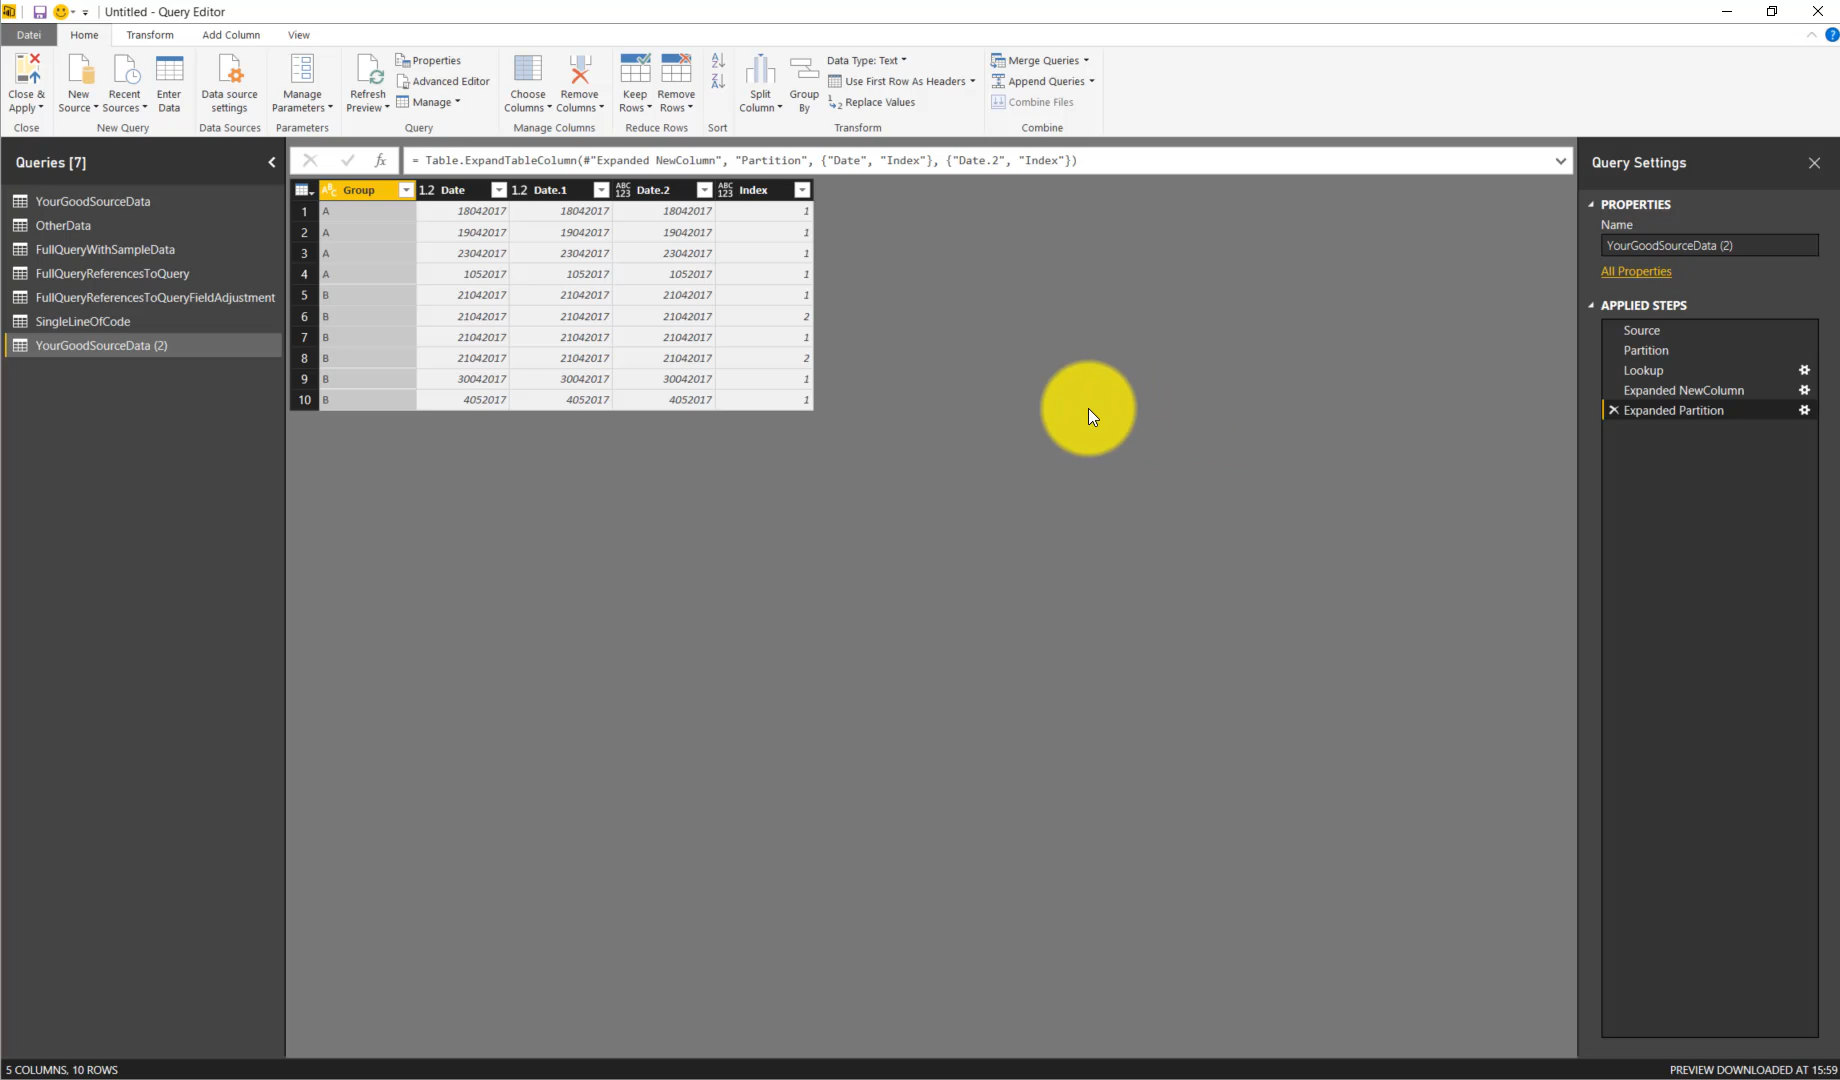 Untitled - Query Editor
Datei Home Transform Add Column View
Close & Apply
New Source
Recent Sources
Enter Data
Data source settings
Manage Parameters
Refresh Preview
Properties
Advanced Editor
Manage
Choose Columns
Remove Columns
Keep Rows
Remove Rows
Split Column
Group By
Data Type: Text
Use First Row As Headers
Replace Values
Merge Queries
Append Queries
Combine Files
Close New Query Data Sources Parameters Query Manage Columns Reduce Rows Sort Transform Combine
Queries [7]
YourGoodSourceData
OtherData
FullQueryWithSampleData
FullQueryReferencesToQuery
FullQueryReferencesToQueryFieldAdjustment
SingleLineOfCode
YourGoodSourceData (2)
fx = Table.ExpandTableColumn(#"Expanded NewColumn", "Partition", {"Date", "Index"}, {"Date.2", "Index"})
ABC Group 1.2 Date 1.2 Date.1 ABC 123 Date.2 ABC 123 Index
1 A 18042017 18042017 18042017 1
2 A 19042017 19042017 19042017 1
3 A 23042017 23042017 23042017 1
4 A 1052017 1052017 1052017 1
5 B 21042017 21042017 21042017 1
6 B 21042017 21042017 21042017 2
7 B 21042017 21042017 21042017 1
8 B 21042017 21042017 21042017 2
9 B 30042017 30042017 30042017 1
10 B 4052017 4052017 4052017 1
Query Settings
PROPERTIES
Name
YourGoodSourceData (2)
All Properties
APPLIED STEPS
Source
Partition
Lookup
Expanded NewColumn
Expanded Partition
5 COLUMNS, 10 ROWS
PREVIEW DOWNLOADED AT 15:59